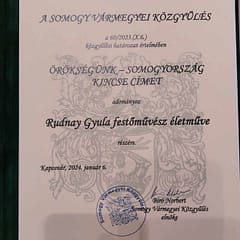 A SOMOGY VÁRMEGYEI KÖZGYŰLÉS
a 60/2023.(X.6.)
közgyűlési határozat értelmében
ÖRÖKSÉGÜNK – SOMOGYORSZÁG
KINCSE CÍMET
adományoz
Rudnay Gyula festőművész életműve
részére.
Kaposvár, 2024. január 6.
Biró Norbert
Somogy Vármegyei Közgyűlés
elnöke